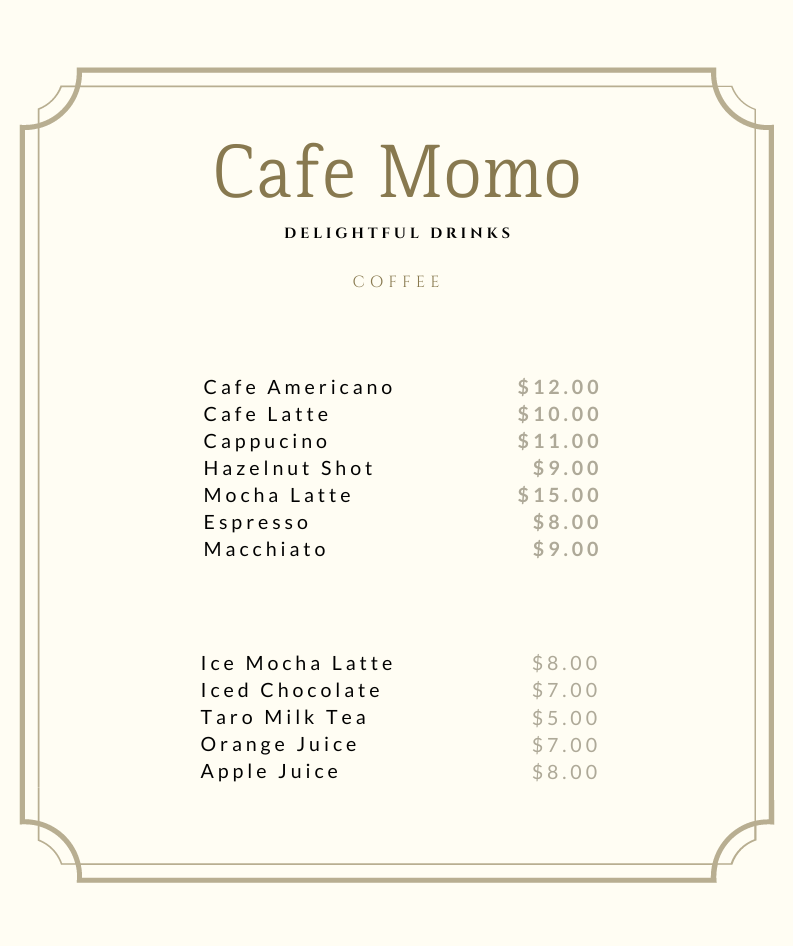 Cafe Momo
DELIGHTFUL DRINKS
COFFEE
Cafe Americano $12.00
Cafe Latte $10.00
Cappucino $11.00
Hazelnut Shot $9.00
Mocha Latte $15.00
Espresso $8.00
Macchiato $9.00
Ice Mocha Latte $8.00
Iced Chocolate $7.00
Taro Milk Tea $5.00
Orange Juice $7.00
Apple Juice $8.00